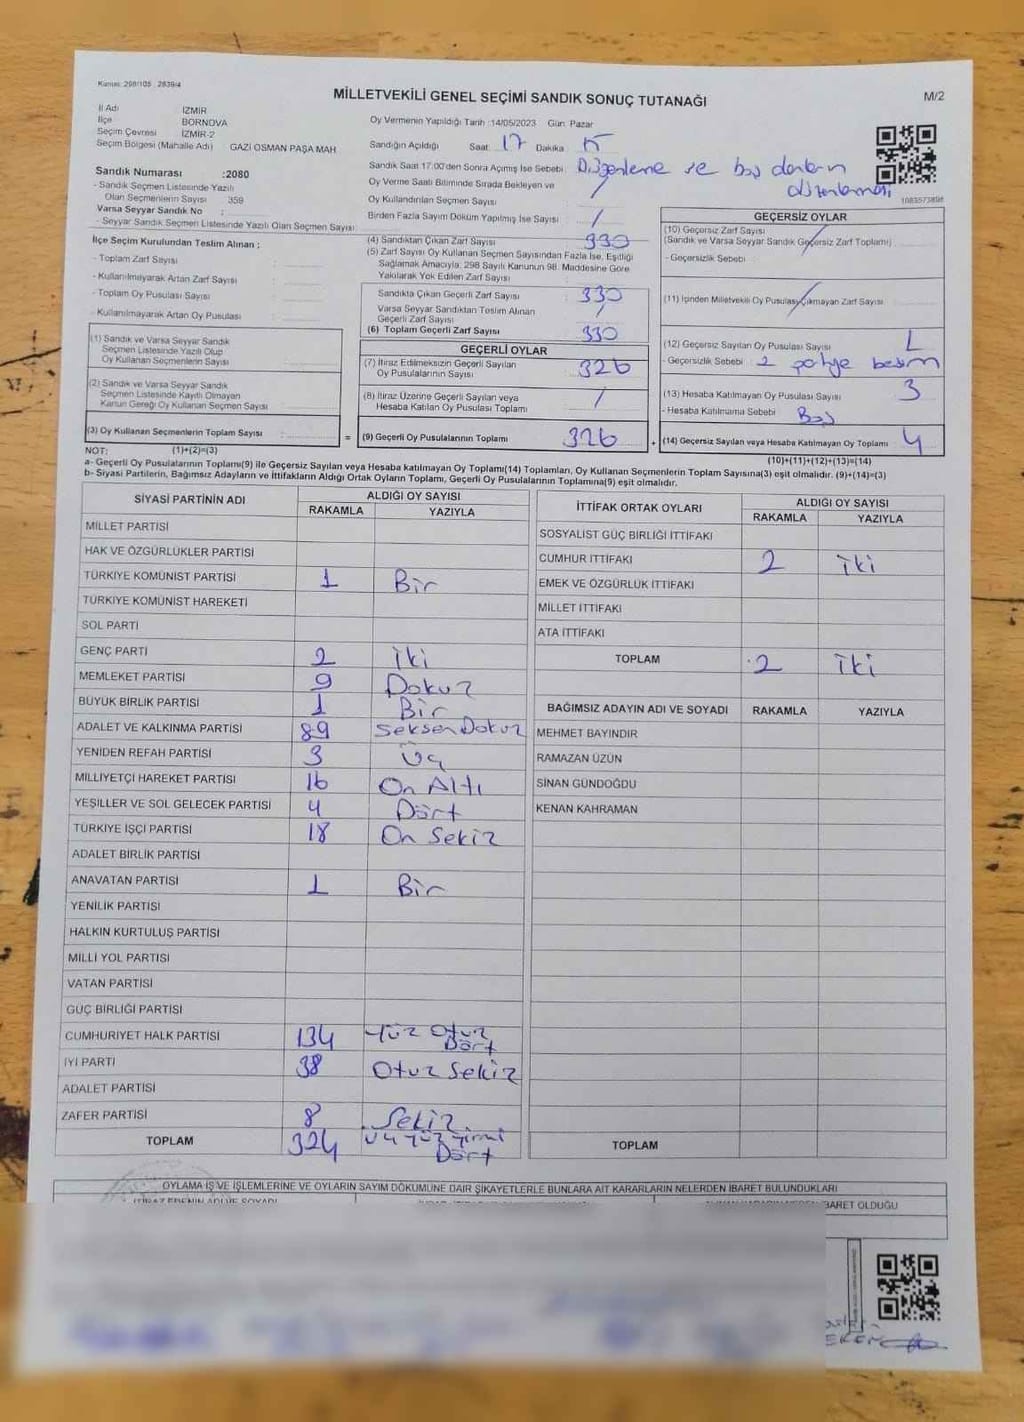 Kanun: 298/105 2839/4
MİLLETVEKİLİ GENEL SEÇİMİ SANDIK SONUÇ TUTANAĞI
M/2
İl Adı İZMİR
İlçe BORNOVA
Seçim Çevresi İZMİR-2
Seçim Bölgesi (Mahalle Adı) GAZİ OSMAN PAŞA MAH
Sandık Numarası :2080
- Sandık Seçmen Listesinde Yazılı
Olan Seçmenlerin Sayısı 359
Varsa Seyyar Sandık No :
- Seyyar Sandık Seçmen Listesinde Yazılı Olan Seçmen Sayısı
Oy Vermenin Yapıldığı Tarih :14/05/2023 Gün: Pazar
Sandığın Açıldığı Saat: 17 Dakika 15
Sandık Saat 17:00'den Sonra Açımış İse Sebebi: Düzenleme ve boş
düzenlemesi
Oy Verme Saati Bitiminde Sırada Bekleyen ve
Oy Kullandırılan Seçmen Sayısı :
Birden Fazla Sayım Döküm Yapılmış İse Sayısı : /
İlçe Seçim Kurulundan Teslim Alınan ;
- Toplam Zarf Sayısı :
- Kullanılmayarak Artan Zarf Sayısı :
- Toplam Oy Pusulası Sayısı :
- Kullanılmayarak Artan Oy Pusulası :
(1) Sandık ve Varsa Seyyar Sandık
Seçmen Listesinde Yazılı Olup
Oy Kullanan Seçmenlerin Sayısı
(2) Sandık ve Varsa Seyyar Sandık
Seçmen Listesinde Kayıtlı Olmayan
Kanun Gereği Oy Kullanan Seçmen Sayısı
(3) Oy Kullanan Seçmenlerin Toplam Sayısı :
(1)+(2)=(3)
(4) Sandıktan Çıkan Zarf Sayısı 330
(5) Zarf Sayısı Oy Kullanan Seçmen Sayısından Fazla İse, Eşitliği
Sağlamak Amacıyla, 298 Sayılı Kanunun 98. Maddesine Göre
Yakılarak Yok Edilen Zarf Sayısı :
Sandıkta Çıkan Geçerli Zarf Sayısı 330
Varsa Seyyar Sandıktan Teslim Alınan
Geçerli Zarf Sayısı /
(6) Toplam Geçerli Zarf Sayısı 330
GEÇERLİ OYLAR
(7) İtiraz Edilmeksizin Geçerli Sayılan
Oy Pusulalarının Sayısı 326
(8) İtiraz Üzerine Geçerli Sayılan veya
Hesaba Katılan Oy Pusulası Toplamı /
= (9) Geçerli Oy Pusulalarının Toplamı 326 +
1083573898
GEÇERSİZ OYLAR
(10) Geçersiz Zarf Sayısı
(Sandık ve Varsa Seyyar Sandık Geçersiz Zarf Toplamı) /
- Geçersizlik Sebebi :
(11) İçinden Milletvekili Oy Pusulası Çıkmayan Zarf Sayısı /
(12) Geçersiz Sayılan Oy Pusulası Sayısı 1
- Geçersizlik Sebebi : 2
(13) Hesaba Katılmayan Oy Pusulası Sayısı 3
- Hesaba Katılmama Sebebi Boş
(14) Geçersiz Sayılan veya Hesaba Katılmayan Oy Toplamı 4
(10)+(11)+(12)+(13)=(14)
NOT:
a- Geçerli Oy Pusulalarının Toplamı(9) ile Geçersiz Sayılan veya Hesaba Katılmayan Oy Toplamı(14) Toplamları, Oy Kullanan Seçmenlerin Toplam Sayısına(3) eşit olmalıdır. (9)+(14)=(3)
b- Siyasi Partilerin, Bağımsız Adayların ve İttifakların Aldığı Ortak Oyların Toplamı, Geçerli Oy Pusulalarının Toplamına(9) eşit olmalıdır.
SİYASİ PARTİNİN ADI ALDIĞI OY SAYISI
RAKAMLA YAZIYLA
MİLLET PARTİSİ
HAK VE ÖZGÜRLÜKLER PARTİSİ
TÜRKİYE KOMÜNİST PARTİSİ 1 Bir
TÜRKİYE KOMÜNİST HAREKETİ
SOL PARTİ
GENÇ PARTİ 2 İki
MEMLEKET PARTİSİ 9 Dokuz
BÜYÜK BİRLİK PARTİSİ 1 Bir
ADALET VE KALKINMA PARTİSİ 89 SeksenDokuz
YENİDEN REFAH PARTİSİ 3 Üç
MİLLİYETÇİ HAREKET PARTİSİ 16 On Altı
YEŞİLLER VE SOL GELECEK PARTİSİ 4 Dört
TÜRKİYE İŞÇİ PARTİSİ 18 On Sekiz
ADALET BİRLİK PARTİSİ
ANAVATAN PARTİSİ 1 Bir
YENİLİK PARTİSİ
HALKIN KURTULUŞ PARTİSİ
MİLLİ YOL PARTİSİ
VATAN PARTİSİ
GÜÇ BİRLİĞİ PARTİSİ
CUMHURİYET HALK PARTİSİ 134 Yüz Otuz Dört
İYİ PARTİ 38 Otuz Sekiz
ADALET PARTİSİ
ZAFER PARTİSİ 8 Sekiz
TOPLAM 324 Üç Yüz Yirmi Dört
İTTİFAK ORTAK OYLARI ALDIĞI OY SAYISI
RAKAMLA YAZIYLA
SOSYALİST GÜÇ BİRLİĞİ İTTİFAKI
CUMHUR İTTİFAKI 2 İki
EMEK VE ÖZGÜRLÜK İTTİFAKI
MİLLET İTTİFAKI
ATA İTTİFAKI
TOPLAM 2 İki
BAĞIMSIZ ADAYIN ADI VE SOYADI RAKAMLA YAZIYLA
MEHMET BAYINDIR
RAMAZAN ÜZÜN
SİNAN GÜNDOĞDU
KENAN KAHRAMAN
TOPLAM
OYLAMA İŞ VE İŞLEMLERİNE VE OYLARIN SAYIM DÖKÜMÜNE DAİR ŞİKAYETLERLE BUNLARA AİT KARARLARIN NELERDEN İBARET BULUNDUKLARI
İTİRAZ EDENİN ADI VE SOYADI
İBARET OLDUĞU